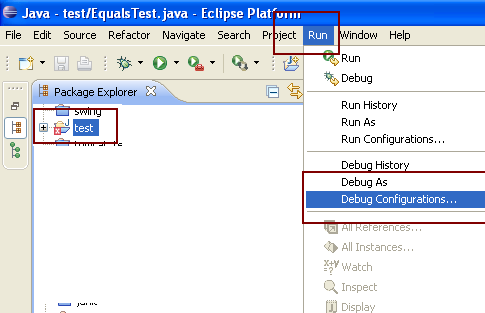 Java - test/EqualsTest.java - Eclipse Platform
File Edit Source Refactor Navigate Search Project Run Window Help
Package Explorer
swing
test
Run
Debug
Run History
Run As
Run Configurations...
Debug History
Debug As
Debug Configurations...
All References...
All Instances...
Watch
Inspect
Display